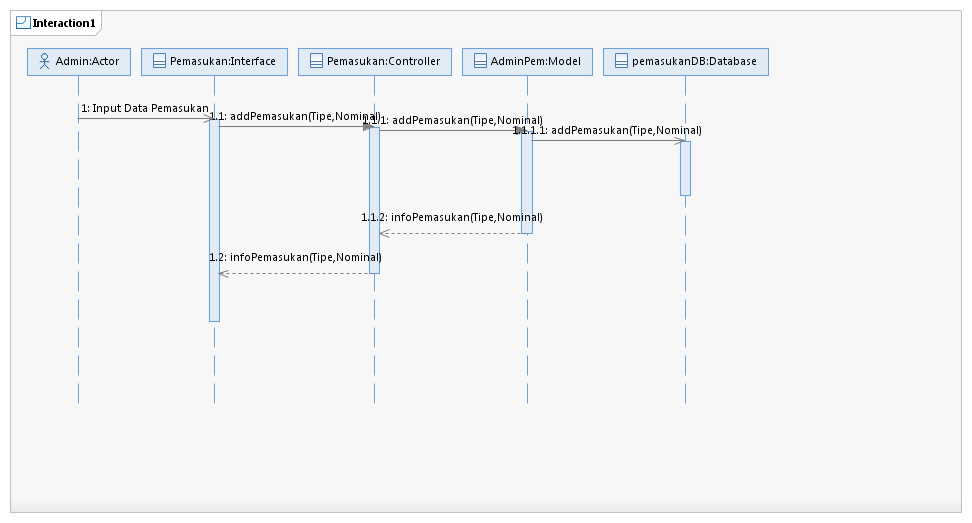 Interaction1
Admin:Actor
Pemasukan:Interface
Pemasukan:Controller
AdminPem:Model
pemasukanDB:Database
1: Input Data Pemasukan
1.1: addPemasukan(Tipe,Nominal)
1.1.1: addPemasukan(Tipe,Nominal)
1.1.1.1: addPemasukan(Tipe,Nominal)
1.1.2: infoPemasukan(Tipe,Nominal)
1.2: infoPemasukan(Tipe,Nominal)